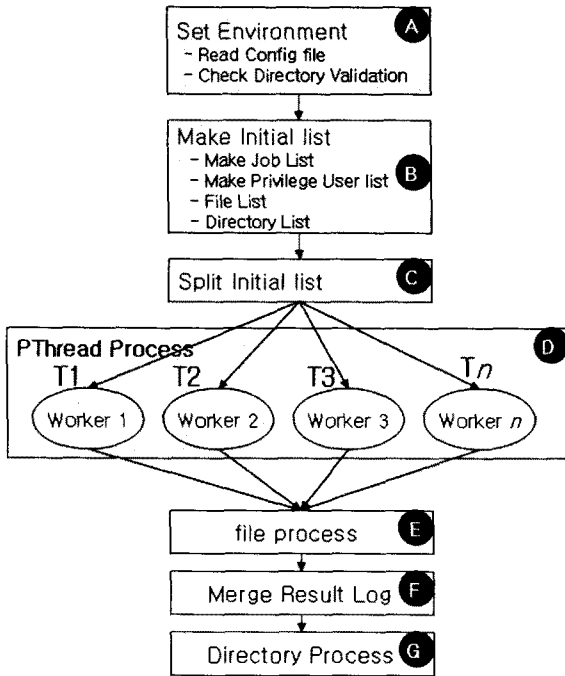 A
Set Environment
- Read Config file
- Check Directory Validation
Make Initial list
- Make Job List
- Make Privilege User list
B
- File List
- Directory List
Split Initial list
C
PThread Process
D
T1
T2
T3
Tn
Worker 1
Worker 2
Worker 3
Worker n
file process
E
Merge Result Log
F
Directory Process
G